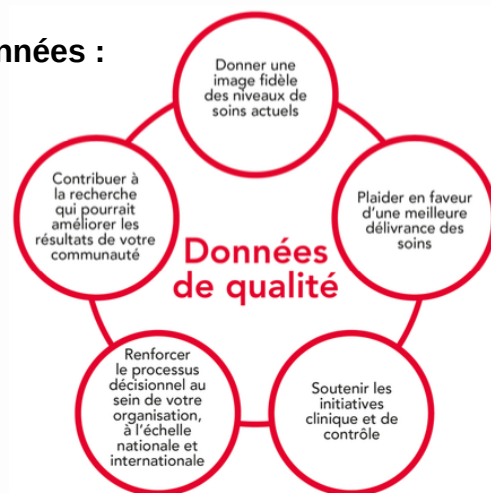 nnées :
Donner une
image fidèle
des niveaux de
soins actuels
Contribuer à
la recherche
qui pourrait
améliorer les
résultats de votre
communauté
Plaider en faveur
d'une meilleure
délivrance des
soins
Données
de qualité
Renforcer
le processus
décisionnel au
sein de votre
organisation,
à l'échelle
nationale et
internationale
Soutenir les
initiatives
clinique et de
contrôle